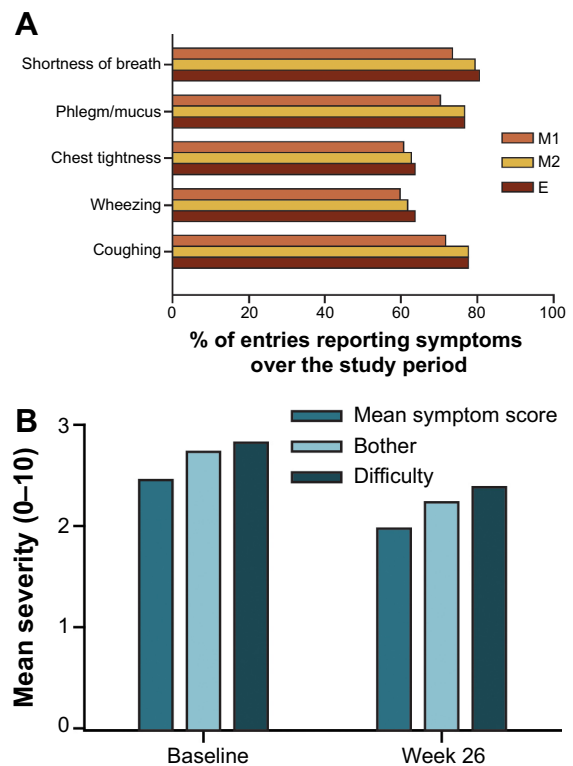 A
Shortness of breath
Phlegm/mucus
Chest tightness
Wheezing
Coughing
M1
M2
E
0 20 40 60 80 100
% of entries reporting symptoms
over the study period
B
Mean symptom score
Bother
Difficulty
Mean severity (0–10)
3
2
1
0
Baseline Week 26